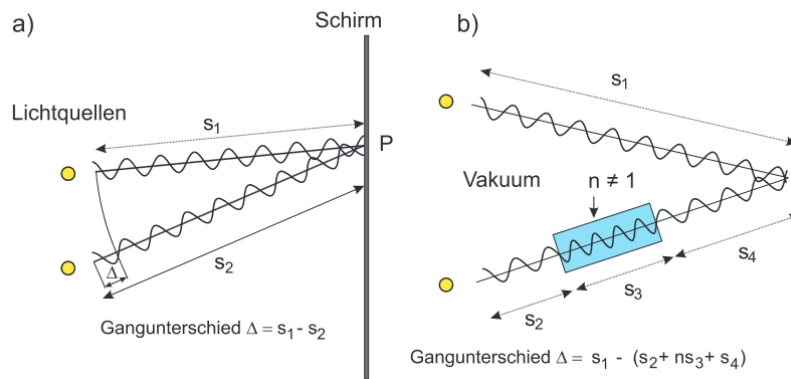 a)
Schirm
Lichtquellen
s1
P
Δ
s2
Gangunterschied Δ = s1 - s2
b)
s1
Vakuum
n ≠ 1
s4
s3
s2
Gangunterschied Δ = s1 - (s2+ ns3+ s4)